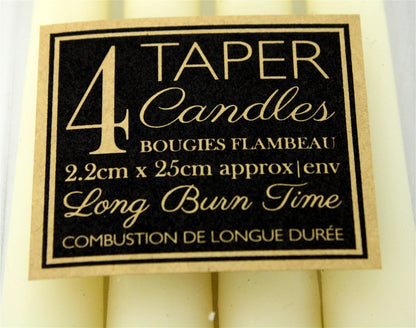 4 TAPER
Candles
BOUGIES FLAMBEAU
2.2cm x 25cm approx|env
Long Burn Time
COMBUSTION DE LONGUE DURÉE